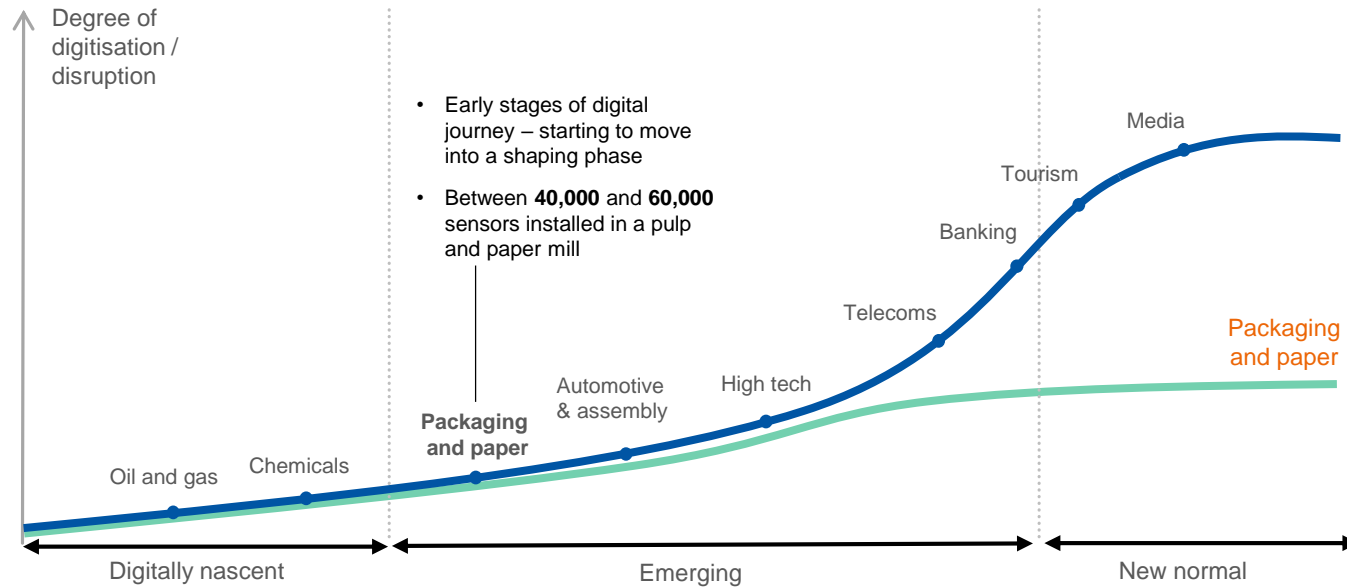 Degree of
digitisation /
disruption
• Early stages of digital
journey – starting to move
into a shaping phase
• Between 40,000 and 60,000
sensors installed in a pulp
and paper mill
Media
Tourism
Banking
Telecoms
Packaging
and paper
High tech
Automotive
& assembly
Packaging
and paper
Chemicals
Oil and gas
Digitally nascent
Emerging
New normal